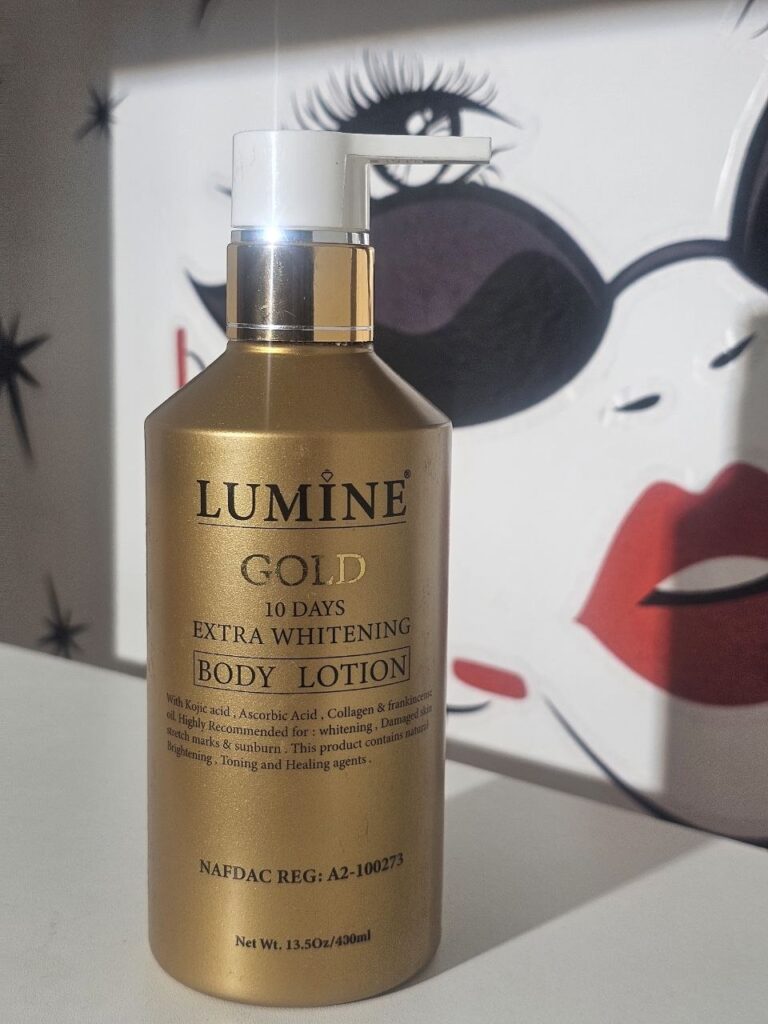 LUMINE®
GOLD
10 DAYS
EXTRA WHITENING
BODY LOTION
With Kojic acid , Ascorbic Acid , Collagen & frankincense
oil. Highly Recommended for : whitening , Damaged skin
stretch marks & sunburn . This product contains natural
Brightening , Toning and Healing agents .
NAFDAC REG: A2-100273
Net Wt. 13.5Oz/430ml